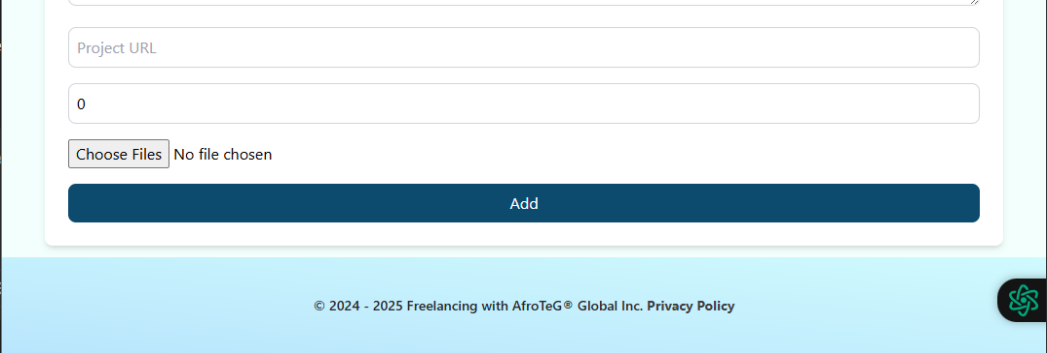 Project URL
0
Choose Files No file chosen
Add
© 2024 - 2025 Freelancing with AfroTeG® Global Inc. Privacy Policy